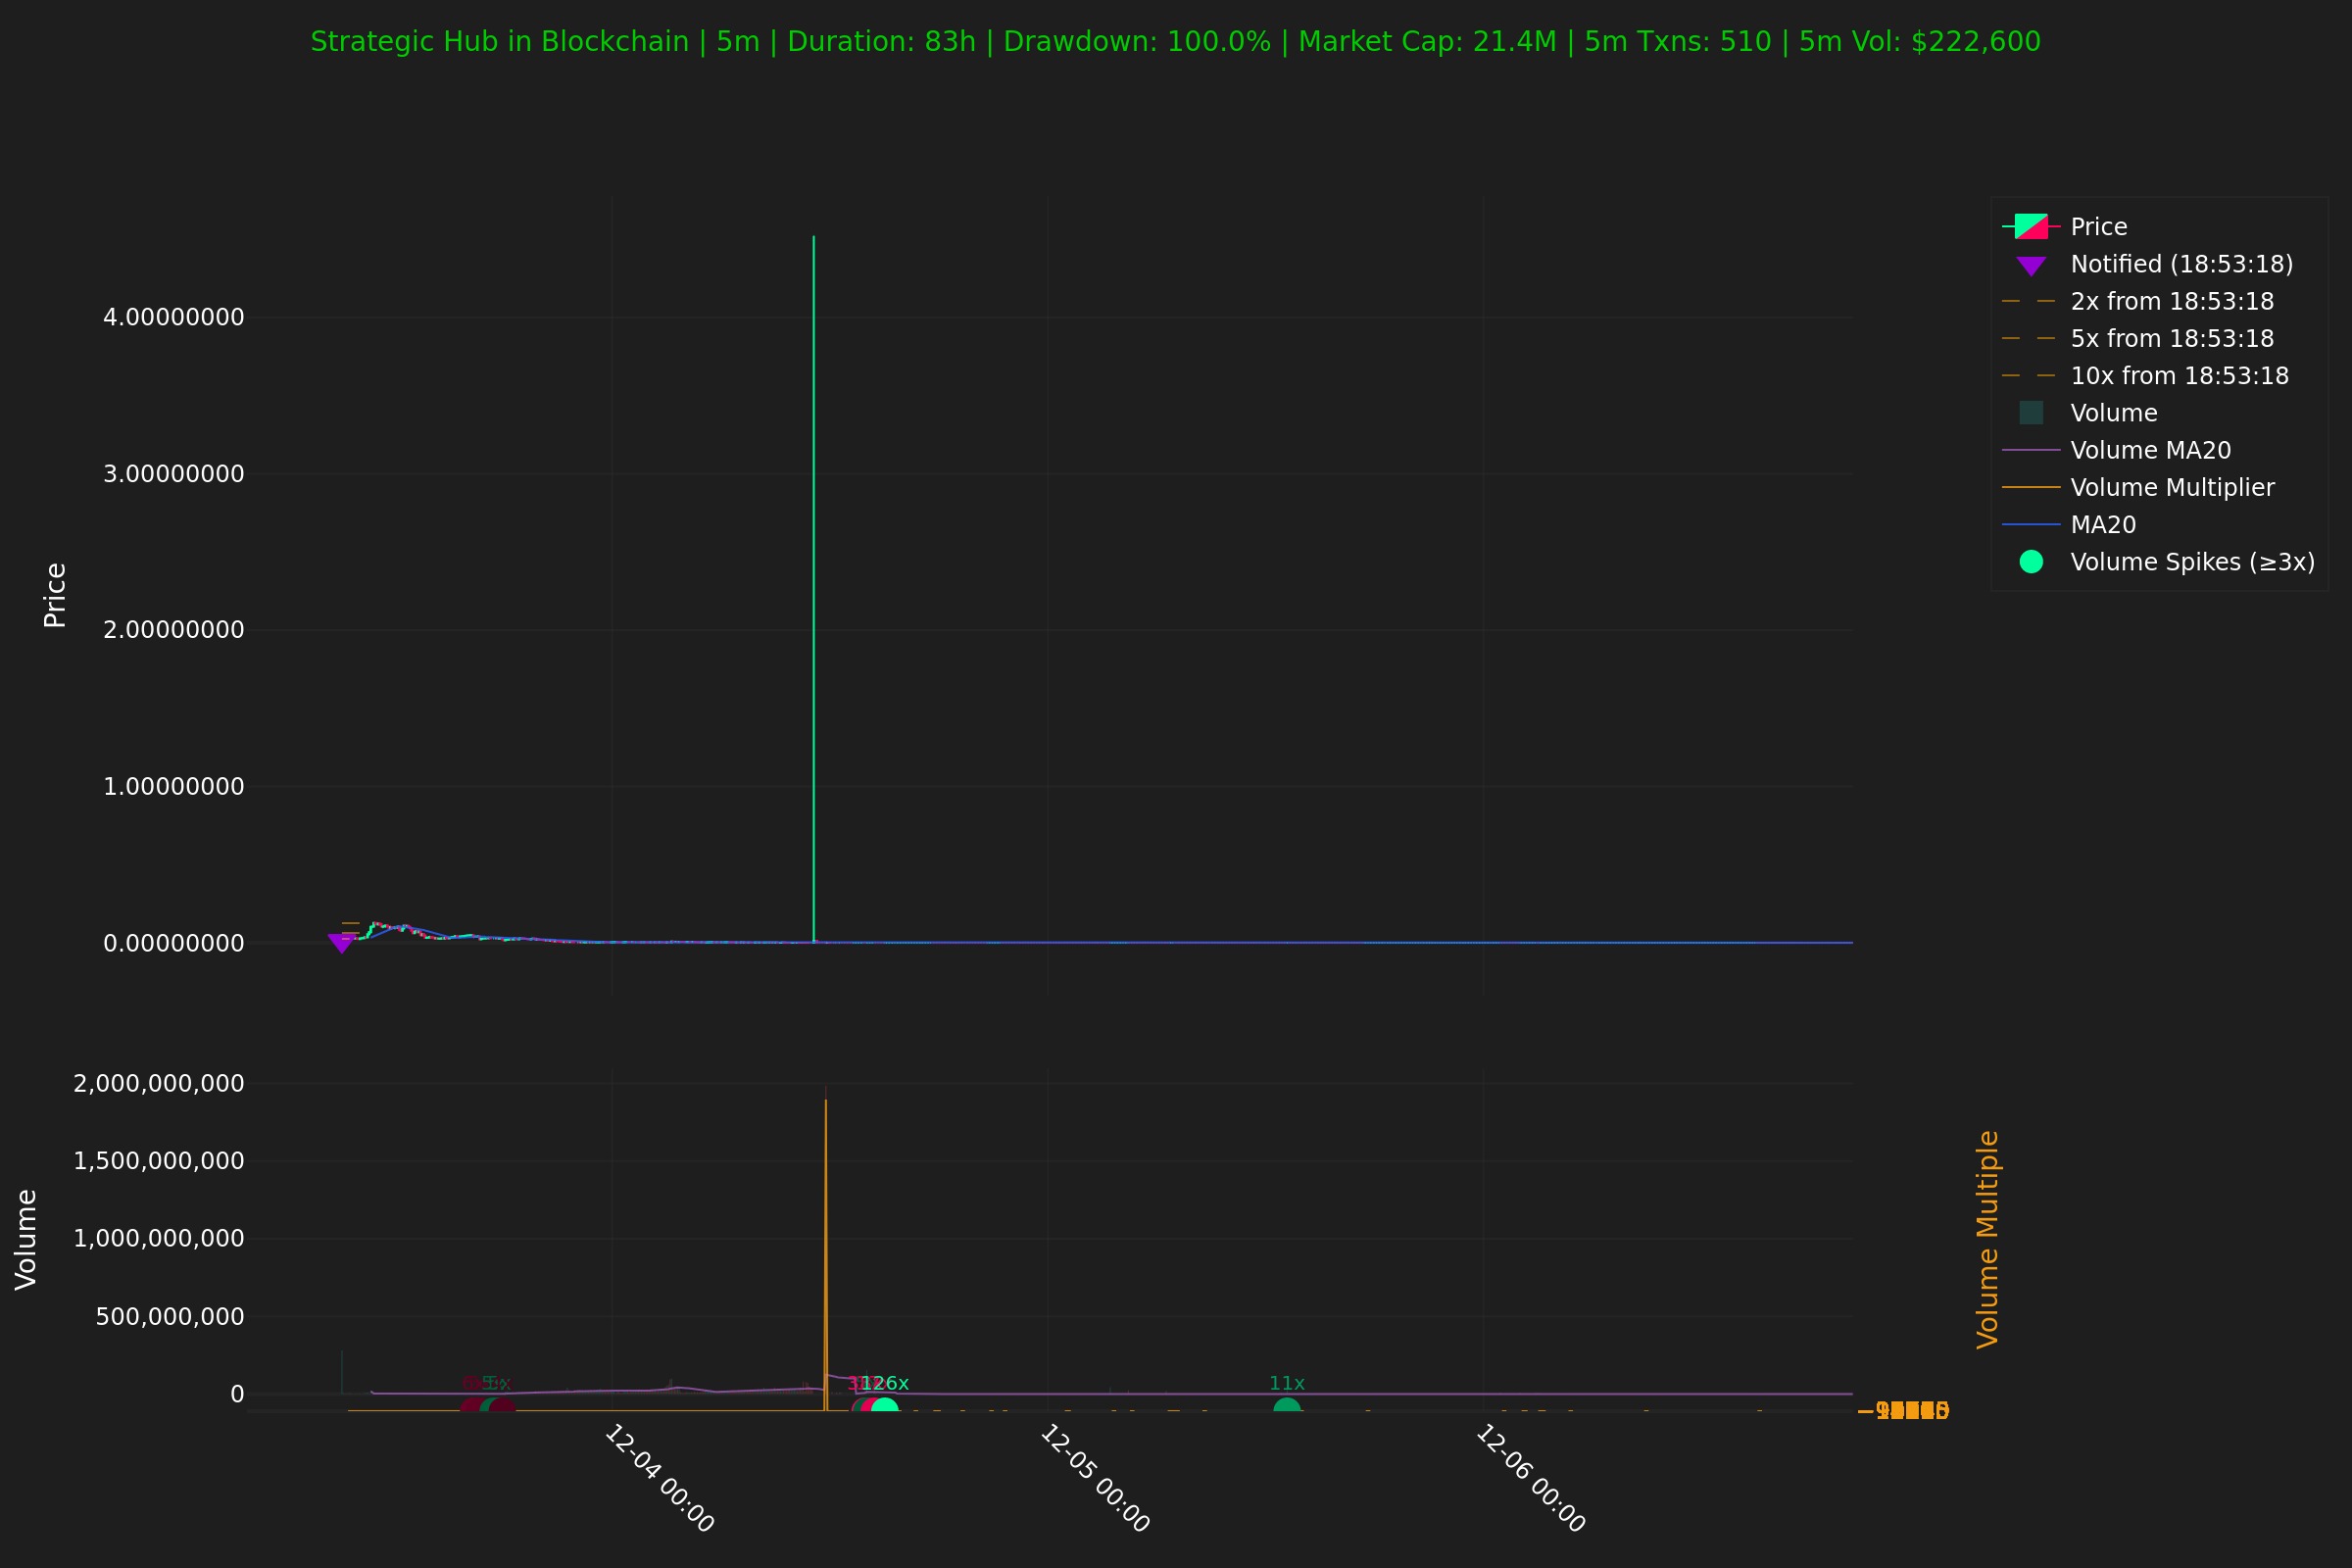 Strategic Hub in Blockchain | 5m | Duration: 83h | Drawdown: 100.0% | Market Cap: 21.4M | 5m Txns: 510 | 5m Vol: $222,600
Price
4.00000000
3.00000000
2.00000000
1.00000000
0.00000000
Price
Notified (18:53:18)
2x from 18:53:18
5x from 18:53:18
10x from 18:53:18
Volume
Volume MA20
Volume Multiplier
MA20
Volume Spikes (≥3x)
Volume
2,000,000,000
1,500,000,000
1,000,000,000
500,000,000
0
126x
11x
Volume Multiple
12-04 00:00
12-05 00:00
12-06 00:00